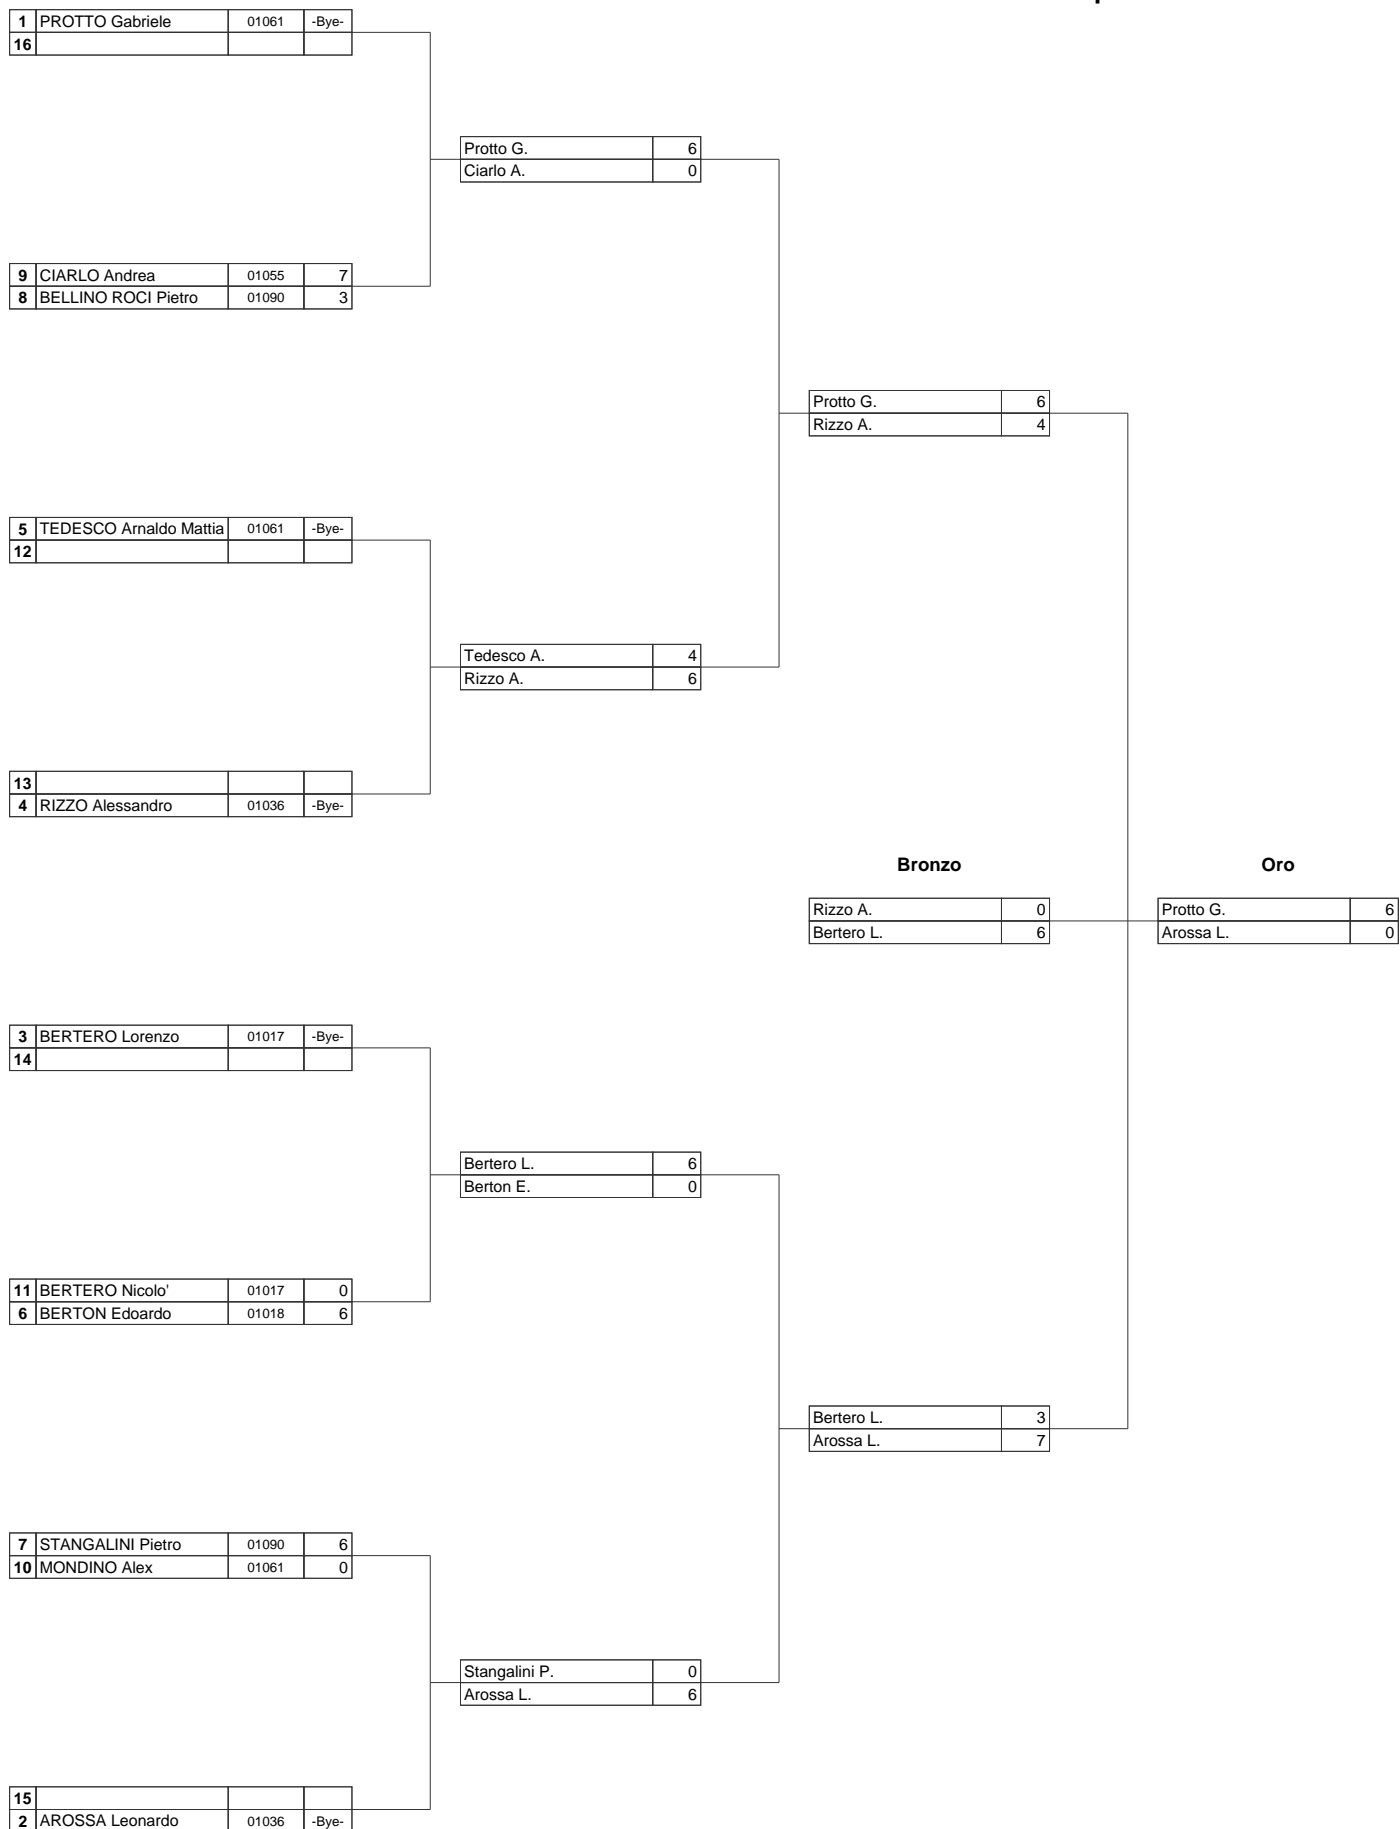 1 PROTTO Gabriele 01061 -Bye-
16
Protto G. 6
Ciarlo A. 0
9 CIARLO Andrea 01055 7
8 BELLINO ROCI Pietro 01090 3
Protto G. 6
Rizzo A. 4
5 TEDESCO Arnaldo Mattia 01061 -Bye-
12
Tedesco A. 4
Rizzo A. 6
13
4 RIZZO Alessandro 01036 -Bye-
Bronzo Oro
Rizzo A. 0 Protto G. 6
Bertero L. 6 Arossa L. 0
3 BERTERO Lorenzo 01017 -Bye-
14
Bertero L. 6
Berton E. 0
11 BERTERO Nicolo' 01017 0
6 BERTON Edoardo 01018 6
Bertero L. 3
Arossa L. 7
7 STANGALINI Pietro 01090 6
10 MONDINO Alex 01061 0
Stangalini P. 0
Arossa L. 6
15
2 AROSSA Leonardo 01036 -Bye-